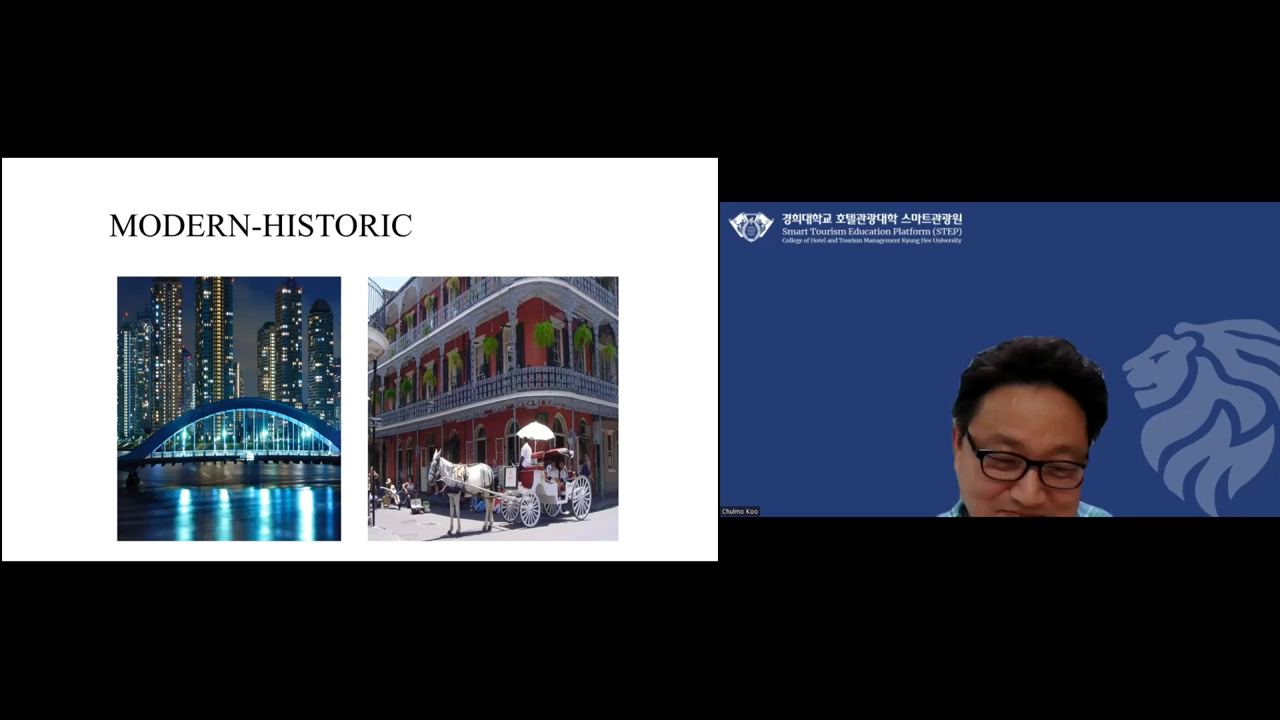 MODERN-HISTORIC
경희대학교 호텔관광대학 스마트관광원
Smart Tourism Education Platform (STEP)
College of Hotel and Tourism Management Kyung Hee University
Chulmo Koo